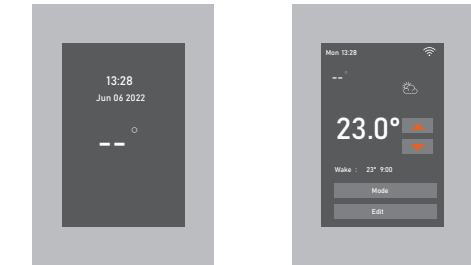 13:28
Jun 06 2022
--°
Mon 13:28
--°
23.0°
Wake : 23° 9:00
Mode
Edit